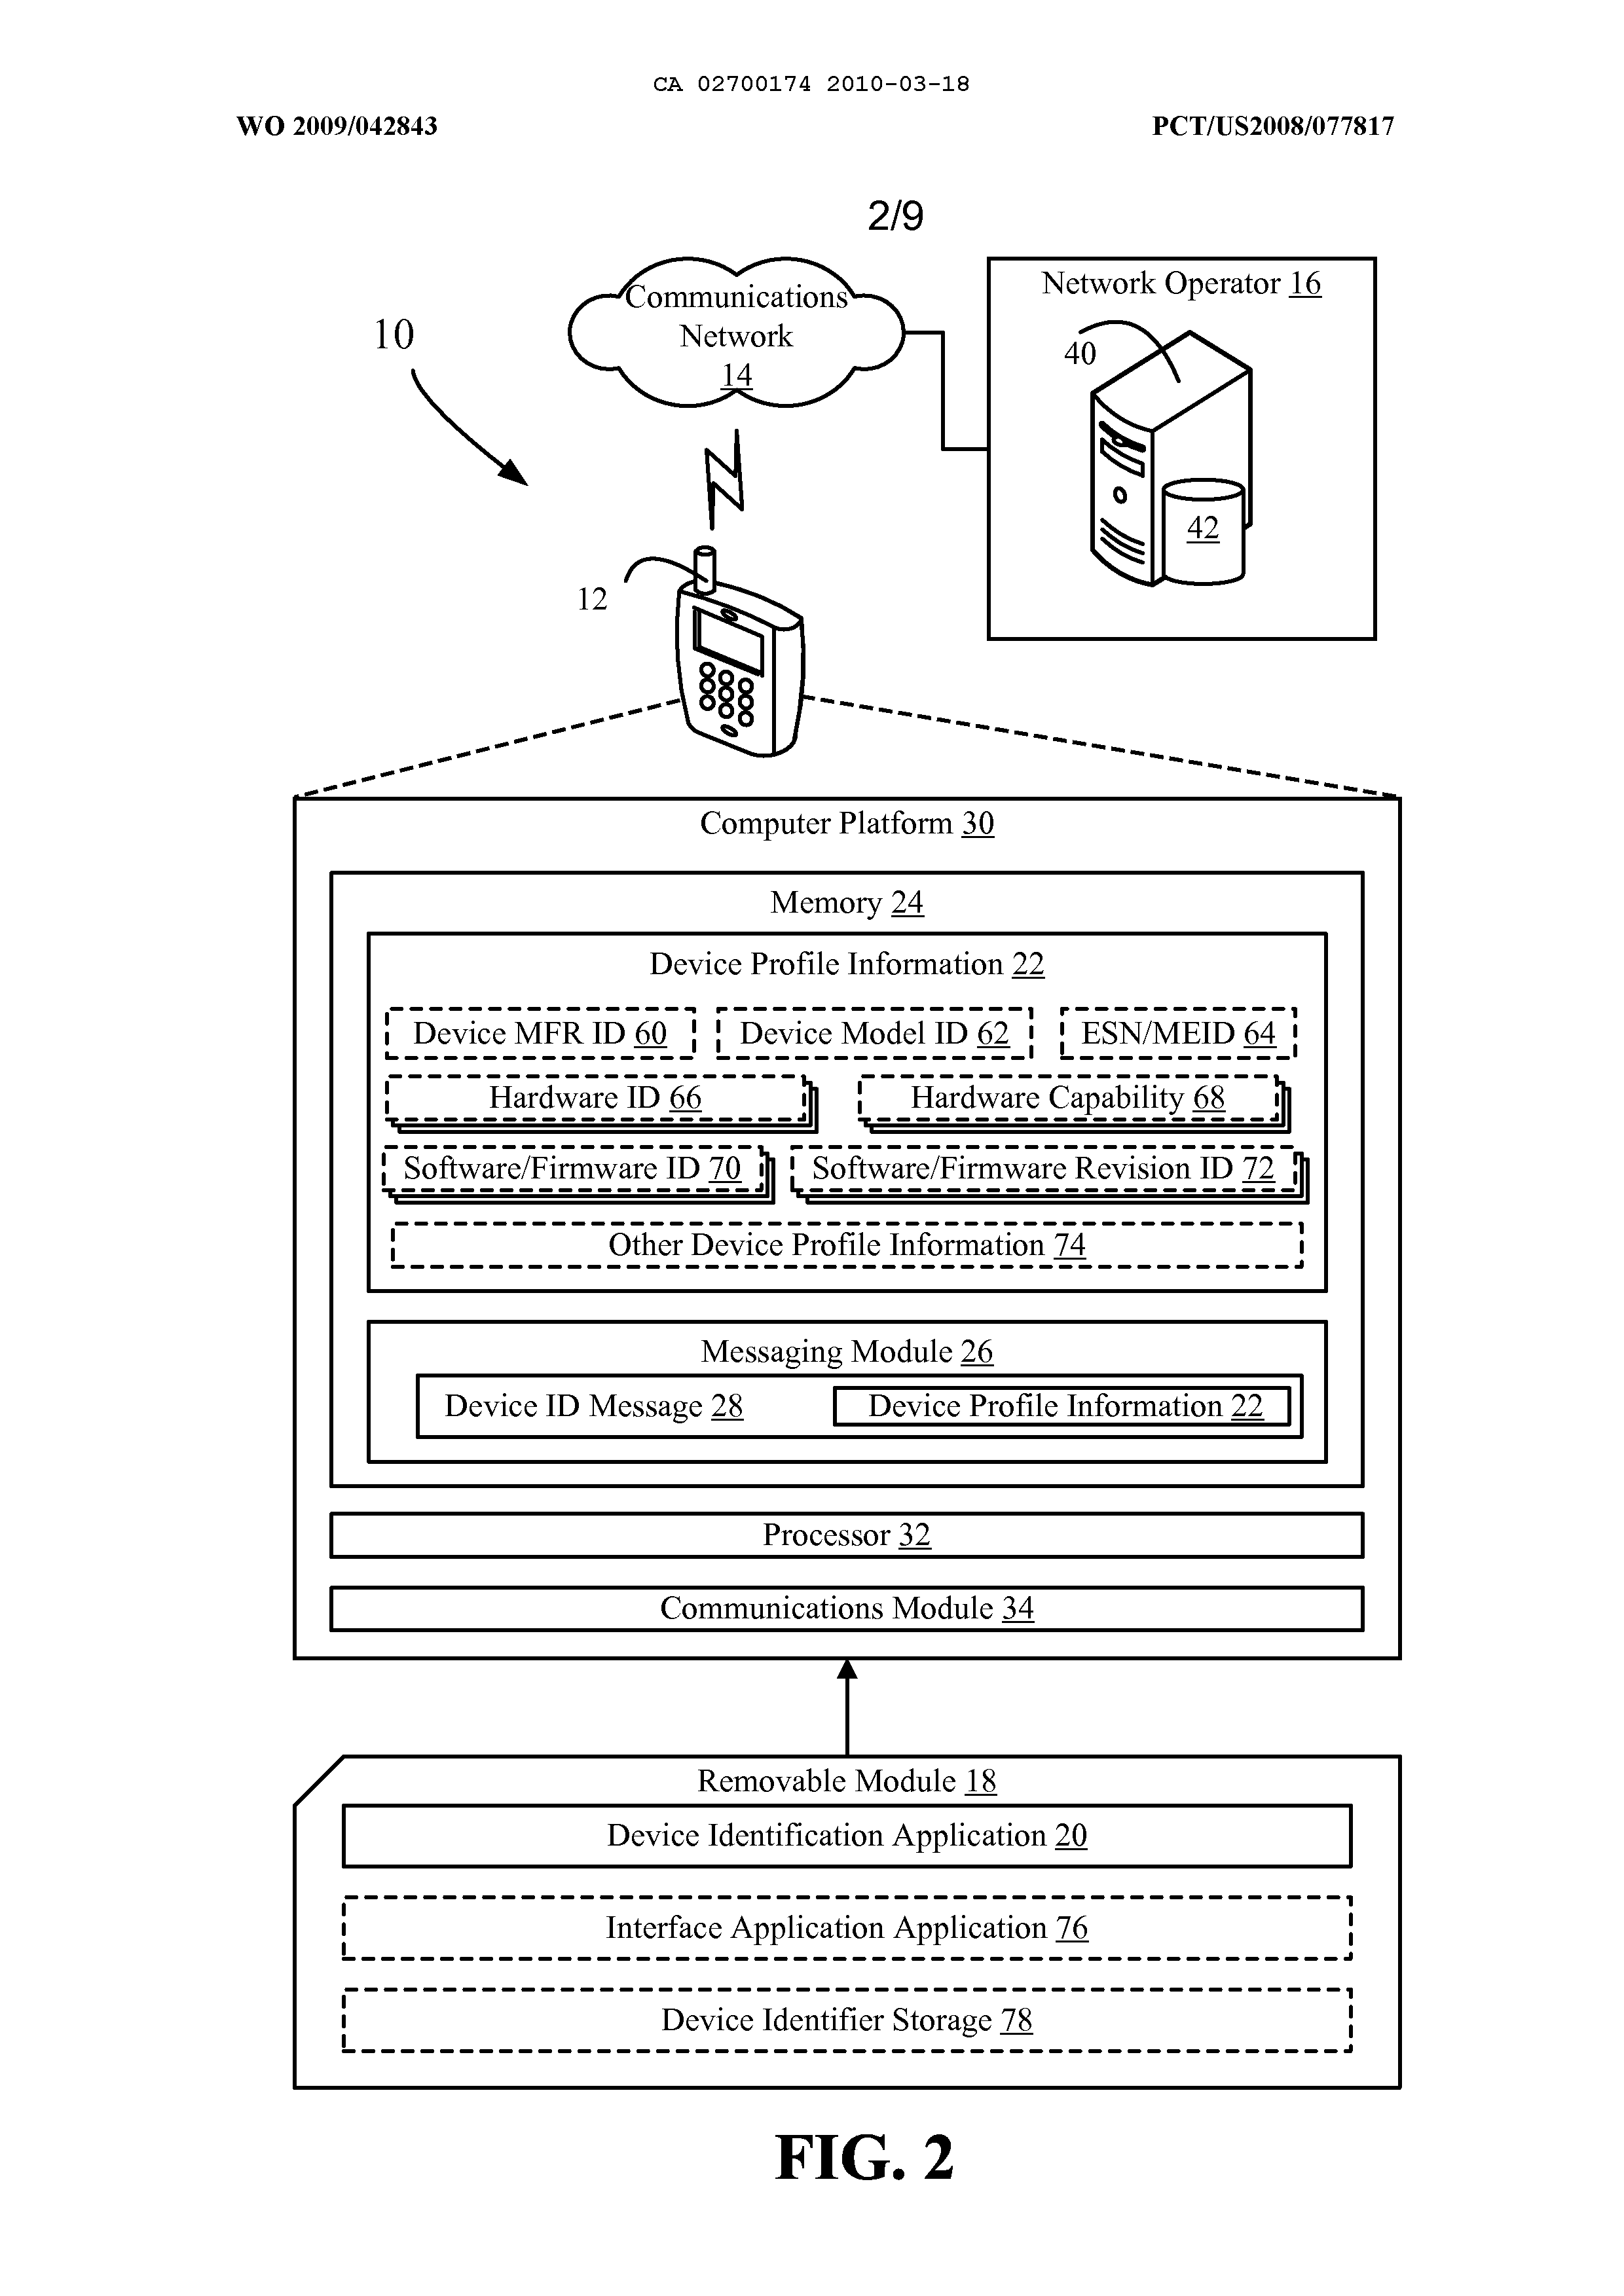 CA 02700174 2010-03-18
WO 2009/042843
PCT/US2008/077817
2/9
Communications
Network
14
Network Operator 16
10
40
42
12
Computer Platform 30
Memory 24
Device Profile Information 22
Device MFR ID 60
Device Model ID 62
ESN/MEID 64
Hardware ID 66
Hardware Capability 68
Software/Firmware ID 70
Software/Firmware Revision ID 72
Other Device Profile Information 74
Messaging Module 26
Device ID Message 28
Device Profile Information 22
Processor 32
Communications Module 34
Removable Module 18
Device Identification Application 20
Interface Application Application 76
Device Identifier Storage 78
FIG. 2